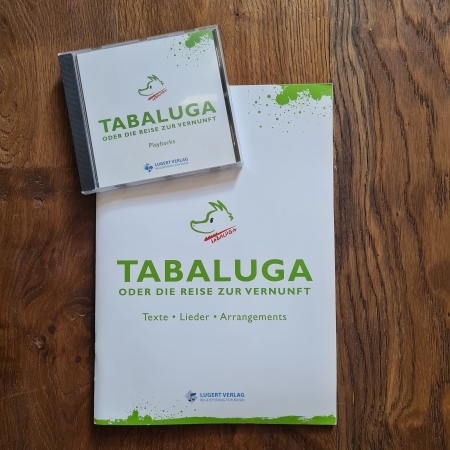 TABALUGA
ODER DIE REISE ZUR VERNUNFT
Playbacks
LUGERT VERLAG
TABALUGA
TABALUGA
ODER DIE REISE ZUR VERNUNFT
Texte • Lieder • Arrangements
LUGERT VERLAG